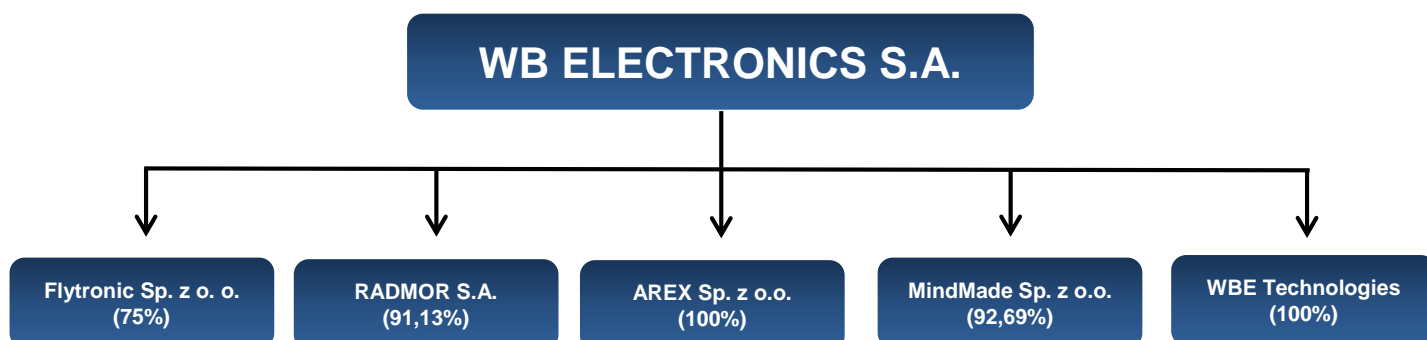 WB ELECTRONICS S.A.
Flytronic Sp. z o. o.
(75%)
RADMOR S.A.
(91,13%)
AREX Sp. z o.o.
(100%)
MindMade Sp. z o.o.
(92,69%)
WBE Technologies
(100%)